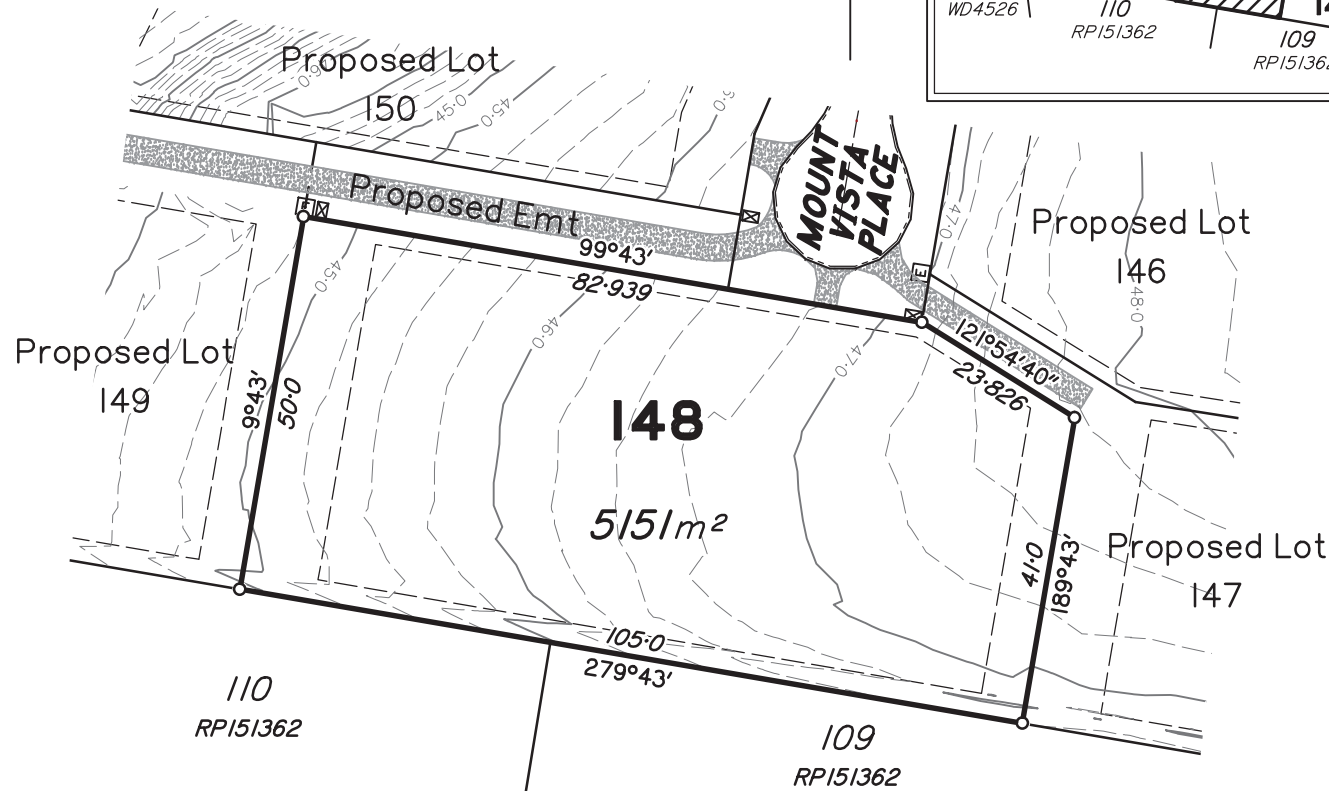 WD4526
110
RP151362
109
RP151362
Proposed Lot
150
45·0
45·0
Proposed Emt
MOUNT
VISTA
PLACE
E
E
47·0
Proposed Lot
146
48·0
99°43′
82·939
121°54′40″
23·826
45·0
46·0
47·0
Proposed Lot
149
9°43′
50·0
148
5151m²
41·0
189°43′
Proposed Lot
147
105·0
279°43′
110
RP151362
109
RP151362